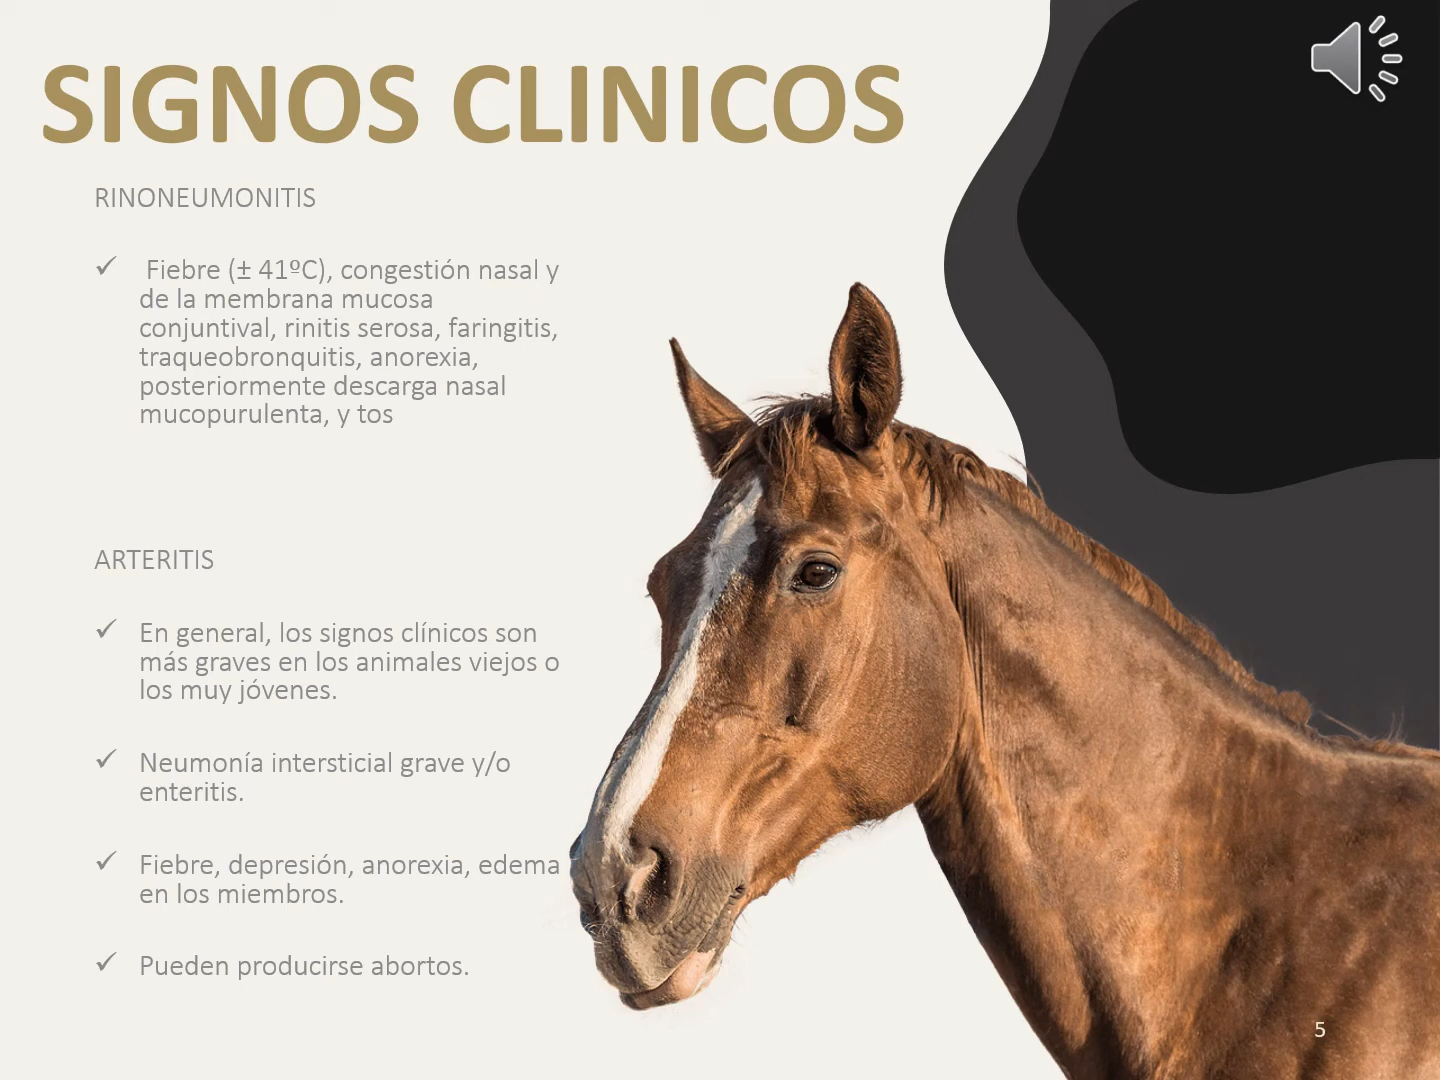 SIGNOS CLINICOS
RINONEUMONITIS
✓ Fiebre (± 41ºC), congestión nasal y
de la membrana mucosa
conjuntival, rinitis serosa, faringitis,
traqueobronquitis, anorexia,
posteriormente descarga nasal
mucopurulenta, y tos
ARTERITIS
✓ En general, los signos clínicos son
más graves en los animales viejos o
los muy jóvenes.
✓ Neumonía intersticial grave y/o
enteritis.
✓ Fiebre, depresión, anorexia, edema
en los miembros.
✓ Pueden producirse abortos.
5